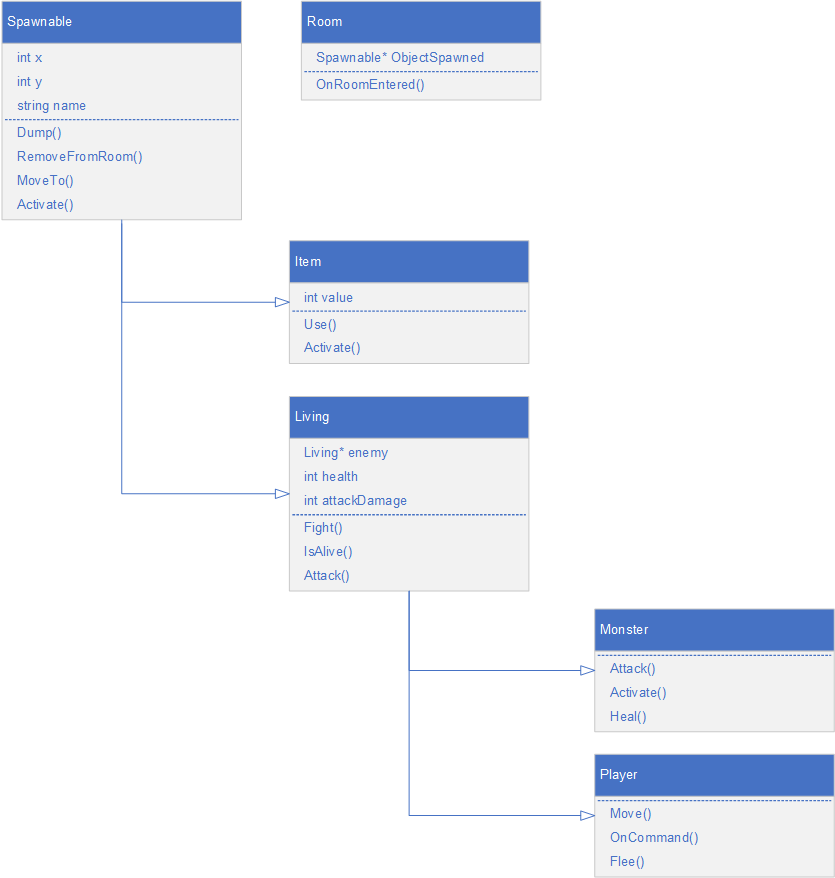 Spawnable
int x
int y
string name
Dump()
RemoveFromRoom()
MoveTo()
Activate()
Room
Spawnable* ObjectSpawned
OnRoomEntered()
Item
int value
Use()
Activate()
Living
Living* enemy
int health
int attackDamage
Fight()
IsAlive()
Attack()
Monster
Attack()
Activate()
Heal()
Player
Move()
OnCommand()
Flee()